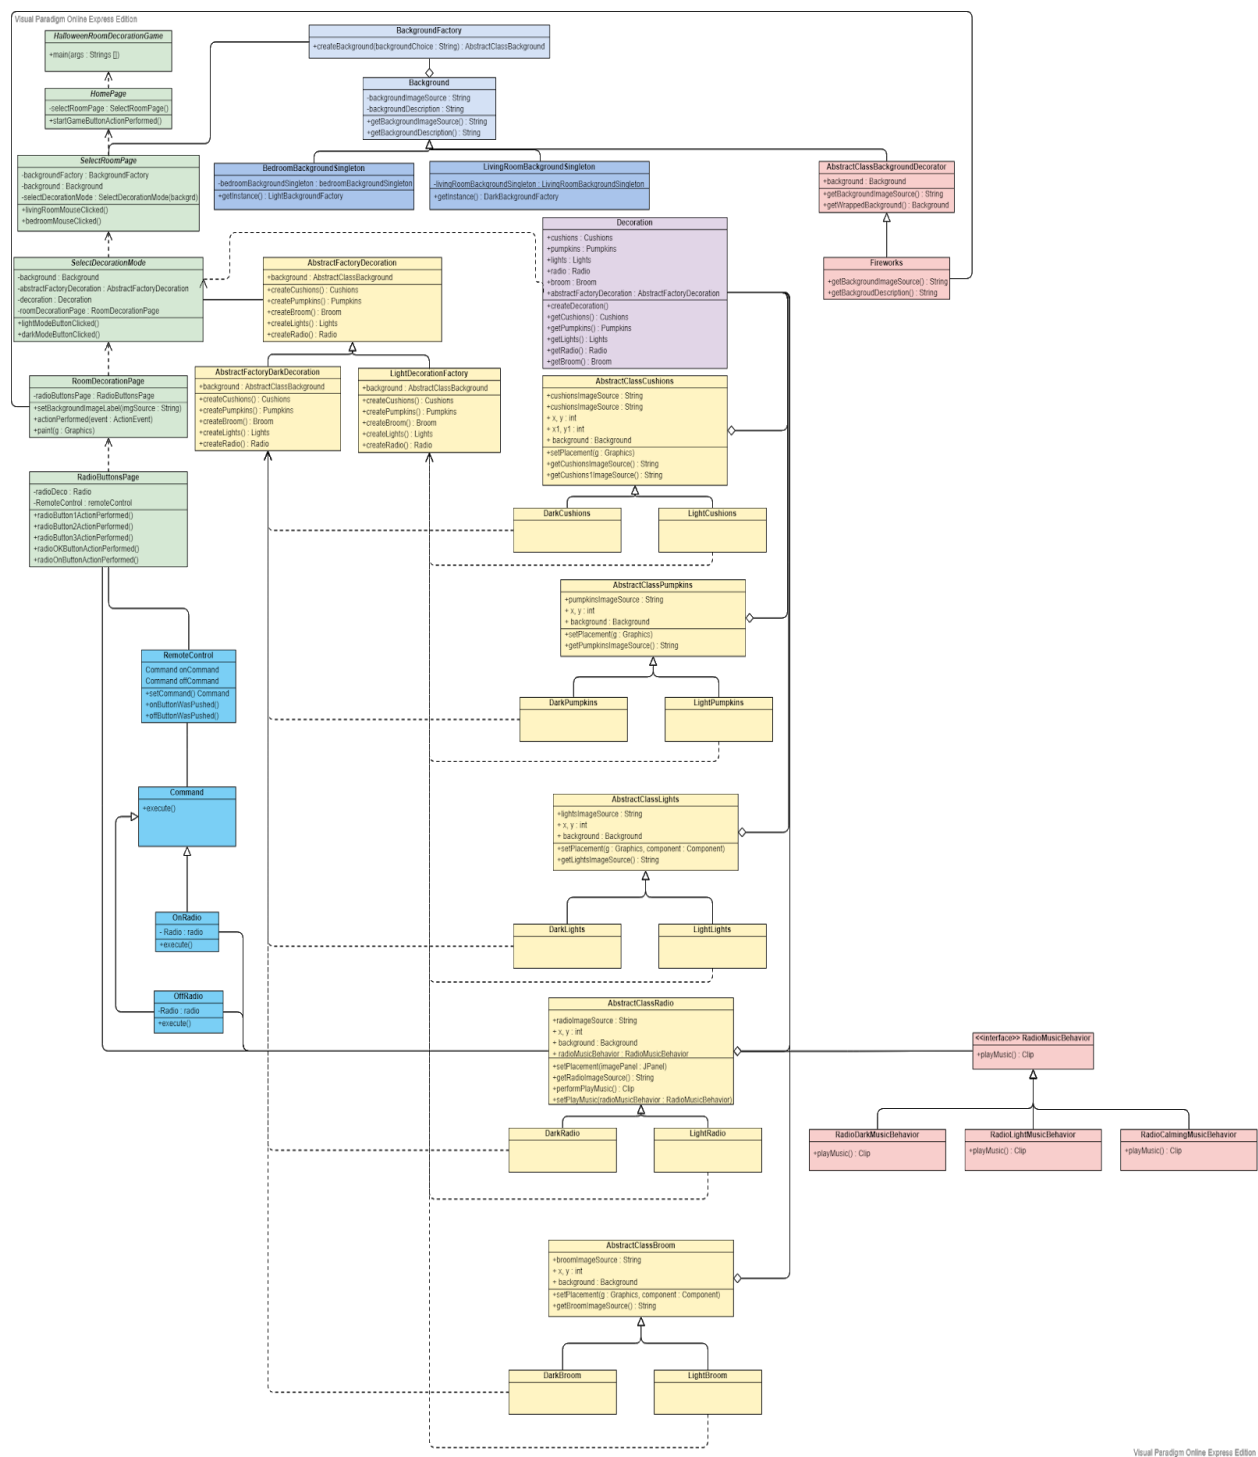 Visual Paradigm Online Express Edition
HalloweenRoomDecorationGame
+main(args : Strings [])
HomePage
-selectRoomPage : SelectRoomPage()
+startGameButtonActionPerformed()
SelectRoomPage
-backgroundFactory : BackgroundFactory
-background : Background
-selectDecorationMode : SelectDecorationMode(backgrd)
+livingRoomMouseClicked()
+bedroomMouseClicked()
SelectDecorationMode
-background : Background
-abstractFactoryDecoration : AbstractFactoryDecoration
-decoration : Decoration
-roomDecorationPage : RoomDecorationPage
+lightModeButtonClicked()
+darkModeButtonClicked()
RoomDecorationPage
-radioButtonsPage : RadioButtonsPage
+setBackgroundImageLabel(imgSource : String)
+actionPerformed(event : ActionEvent)
+paint(g : Graphics)
RadioButtonsPage
-radioDeco : Radio
-RemoteControl : remoteControl
+radioButton1ActionPerformed()
+radioButton2ActionPerformed()
+radioButton3ActionPerformed()
+radioOKButtonActionPerformed()
+radioOnButtonActionPerformed()
RemoteControl
Command onCommand
Command offCommand
+setCommand() Command
+onButtonWasPushed()
+offButtonWasPushed()
Command
+execute()
OnRadio
- Radio : radio
+execute()
OffRadio
-Radio : radio
+execute()
BackgroundFactory
+createBackground(backgroundChoice : String) : AbstractClassBackground
Background
-backgroundImageSource : String
-backgroundDescription : String
+getBackgroundImageSource() : String
+getBackgroundDescription() : String
BedroomBackgroundSingleton
-bedroomBackgroundSingleton : bedroomBackgroundSingleton
+getInstance() : LightBackgroundFactory
LivingRoomBackgroundSingleton
-livingRoomBackgroundSingleton : LivingRoomBackgroundSingleton
+getInstance() : DarkBackgroundFactory
AbstractClassBackgroundDecorator
+background : Background
+getBackgroundImageSource() : String
+getWrappedBackground() : Background
Fireworks
+getBackgroundImageSource() : String
+getBackgroudDescription() : String
AbstractFactoryDecoration
+background : AbstractClassBackground
+createCushions() : Cushions
+createPumpkins() : Pumpkins
+createBroom() : Broom
+createLights() : Lights
+createRadio() : Radio
AbstractFactoryDarkDecoration
+background : AbstractClassBackground
+createCushions() : Cushions
+createPumpkins() : Pumpkins
+createBroom() : Broom
+createLights() : Lights
+createRadio() : Radio
LightDecorationFactory
+background : AbstractClassBackground
+createCushions() : Cushions
+createPumpkins() : Pumpkins
+createBroom() : Broom
+createLights() : Lights
+createRadio() : Radio
Decoration
+cushions : Cushions
+pumpkins : Pumpkins
+lights : Lights
+radio : Radio
+broom : Broom
+abstractFactoryDecoration : AbstractFactoryDecoration
+createDecoration()
+getCushions() : Cushions
+getPumpkins() : Pumpkins
+getLights() : Lights
+getRadio() : Radio
+getBroom() : Broom
AbstractClassCushions
+cushionsImageSource : String
+cushionsImageSource : String
+ x, y : int
+ x1, y1 : int
+ background : Background
+setPlacement(g : Graphics)
+getCushionsImageSource() : String
+getCushions1ImageSource() : String
DarkCushions
LightCushions
AbstractClassPumpkins
+pumpkinsImageSource : String
+ x, y : int
+ background : Background
+setPlacement(g : Graphics)
+getPumpkinsImageSource() : String
DarkPumpkins
LightPumpkins
AbstractClassLights
+lightsImageSource : String
+ x, y : int
+ background : Background
+setPlacement(g : Graphics, component : Component)
+getLightsImageSource() : String
DarkLights
LightLights
AbstractClassRadio
+radioImageSource : String
+ x, y : int
+ background : Background
+ radioMusicBehavior : RadioMusicBehavior
+setPlacement(imagePanel : JPanel)
+getRadioImageSource() : String
+performPlayMusic() : Clip
+setPlayMusic(radioMusicBehavior : RadioMusicBehavior)
DarkRadio
LightRadio
<<interface>> RadioMusicBehavior
+playMusic() : Clip
RadioDarkMusicBehavior
+playMusic() : Clip
RadioLightMusicBehavior
+playMusic() : Clip
RadioCalmingMusicBehavior
+playMusic() : Clip
AbstractClassBroom
+broomImageSource : String
+ x, y : int
+ background : Background
+setPlacement(g : Graphics, component : Component)
+getBroomImageSource() : String
DarkBroom
LightBroom
Visual Paradigm Online Express Edition